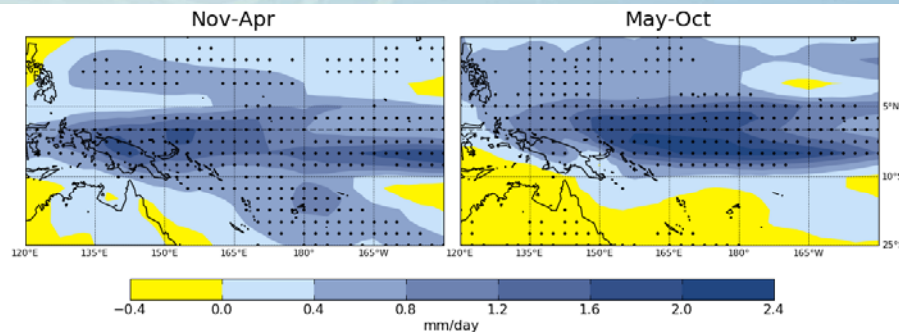 Nov-Apr May-Oct
5°N
10°S
25°S
120°E 135°E 150°E 165°E 180° 165°W 120°E 135°E 150°E 165°E 180° 165°W
−0.4 0.0 0.4 0.8 1.2 1.6 2.0 2.4
mm/day